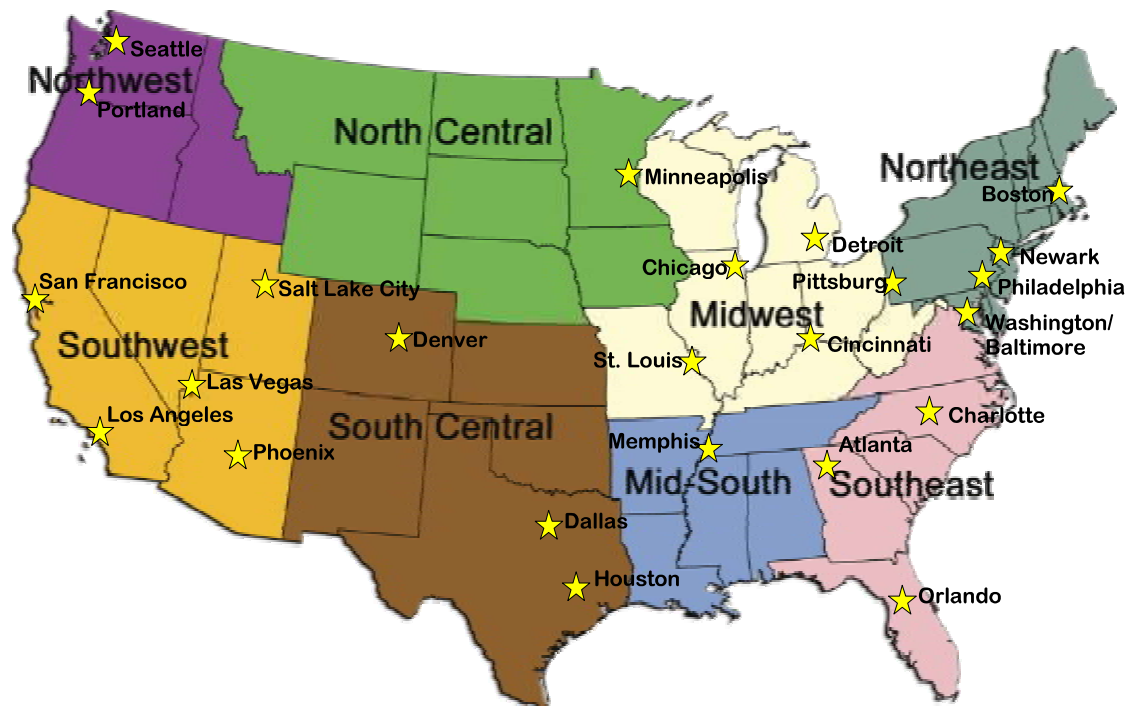 Seattle
Northwest
Portland
North Central
Northeast
Minneapolis
Boston
Detroit
Newark
Chicago
Pittsburg
Philadelphia
San Francisco
Salt Lake City
Midwest
Washington/
Baltimore
Southwest
Denver
St. Louis
Cincinnati
Las Vegas
Los Angeles
South Central
Charlotte
Memphis
Atlanta
Phoenix
Mid-South
Southeast
Dallas
Houston
Orlando